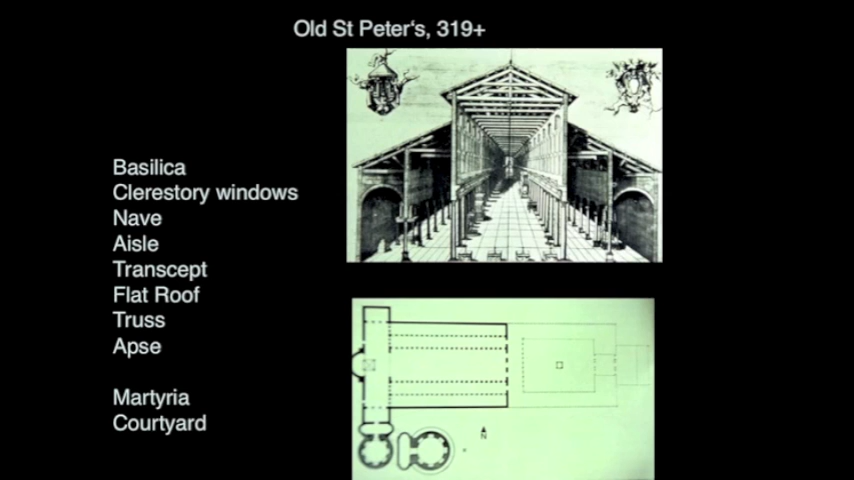 Old St Peter‘s, 319+
Basilica
Clerestory windows
Nave
Aisle
Transcept
Flat Roof
Truss
Apse
Martyria
Courtyard
N